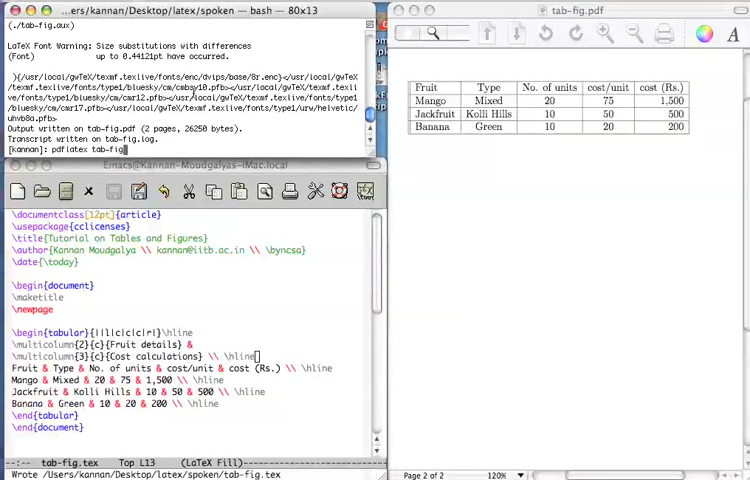 ...ers/kannan/Desktop/latex/spoken — bash — 80x13
(./tab-fig.aux)
LaTeX Font Warning: Size substitutions with differences
(Font) up to 0.44121pt have occurred.
){/usr/local/gwTeX/texmf.texlive/fonts/enc/dvips/base/8r.enc}</usr/local/gwTeX
/texmf.texlive/fonts/type1/bluesky/cm/cmbsy10.pfb></usr/local/gwTeX/texmf.texli
ve/fonts/type1/bluesky/cm/cmr12.pfb></usr/local/gwTeX/texmf.texlive/fonts/type1
/bluesky/cm/cmr17.pfb></usr/local/gwTeX/texmf.texlive/fonts/type1/urw/helvetic/
uhvb8a.pfb>
Output written on tab-fig.pdf (2 pages, 26250 bytes).
Transcript written on tab-fig.log.
[kannan]: pdflatex tab-fig
Emacs@Kannan-Moudgalyas-iMac.local
\documentclass[12pt]{article}
\usepackage{cclicenses}
\title{Tutorial on Tables and Figures}
\author{Kannan Moudgalya \\ kannan@iitb.ac.in \\ \byncsa}
\date{\today}
\begin{document}
\maketitle
\newpage
\begin{tabular}{|l|c|c|c|r|}\hline
\multicolumn{2}{c}{Fruit details} &
\multicolumn{3}{c}{Cost calculations} \\ \hline
Fruit & Type & No. of units & cost/unit & cost (Rs.) \\ \hline
Mango & Mixed & 20 & 75 & 1,500 \\ \hline
Jackfruit & Kolli Hills & 10 & 50 & 500 \\ \hline
Banana & Green & 10 & 20 & 200 \\ \hline
\end{tabular}
\end{document}
--:-- tab-fig.tex Top L13 (LaTeX Fill)
Wrote /Users/kannan/Desktop/latex/spoken/tab-fig.tex
tab-fig.pdf
Fruit Type No. of units cost/unit cost (Rs.)
Mango Mixed 20 75 1,500
Jackfruit Kolli Hills 10 50 500
Banana Green 10 20 200
Page 2 of 2 120%